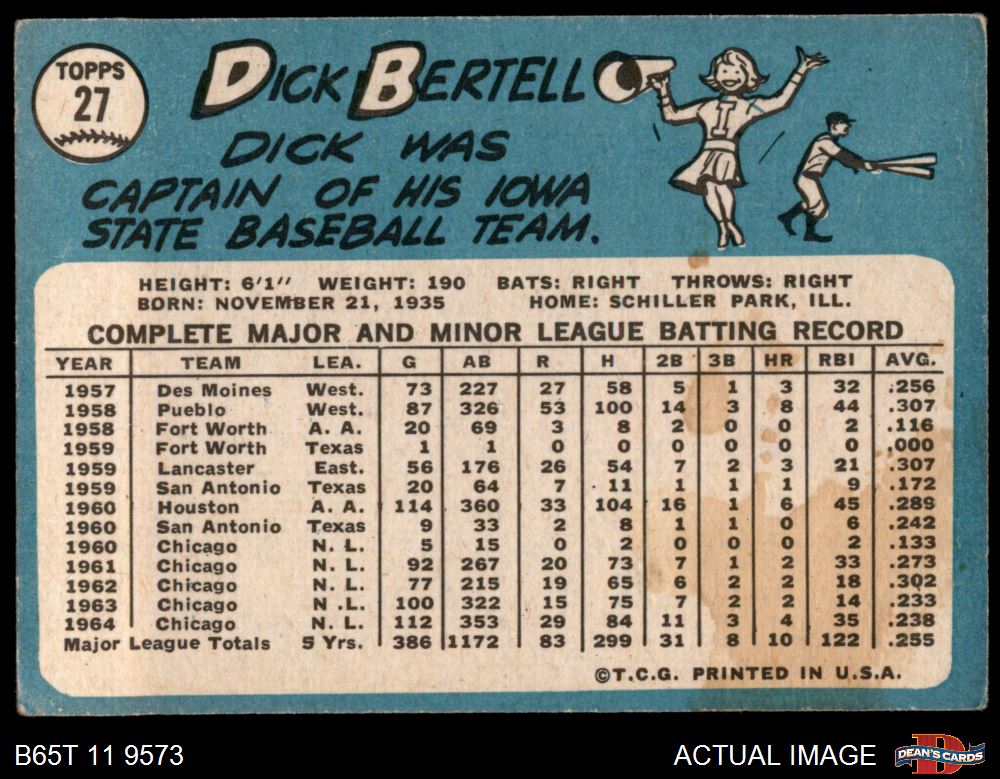 TOPPS
27
DICK BERTELL
DICK WAS
CAPTAIN OF HIS IOWA
STATE BASEBALL TEAM.
I
HEIGHT: 6'1" WEIGHT: 190 BATS: RIGHT THROWS: RIGHT
BORN: NOVEMBER 21, 1935 HOME: SCHILLER PARK, ILL.
COMPLETE MAJOR AND MINOR LEAGUE BATTING RECORD
YEAR TEAM LEA. G AB R H 2B 3B HR RBI AVG.
1957 Des Moines West. 73 227 27 58 5 1 3 32 .256
1958 Pueblo West. 87 326 53 100 14 3 8 44 .307
1958 Fort Worth A. A. 20 69 3 8 2 0 0 2 .116
1959 Fort Worth Texas 1 1 0 0 0 0 0 0 .000
1959 Lancaster East. 56 176 26 54 7 2 3 21 .307
1959 San Antonio Texas 20 64 7 11 1 1 1 9 .172
1960 Houston A. A. 114 360 33 104 16 1 6 45 .289
1960 San Antonio Texas 9 33 2 8 1 1 0 6 .242
1960 Chicago N. L. 5 15 0 2 0 0 0 2 .133
1961 Chicago N. L. 92 267 20 73 7 1 2 33 .273
1962 Chicago N. L. 77 215 19 65 6 2 2 18 .302
1963 Chicago N .L. 100 322 15 75 7 2 2 14 .233
1964 Chicago N. L. 112 353 29 84 11 3 4 35 .238
Major League Totals 5 Yrs. 386 1172 83 299 31 8 10 122 .255
©T.C.G. PRINTED IN U.S.A.
B65T 11 9573 ACTUAL IMAGE DEAN'S CARDS